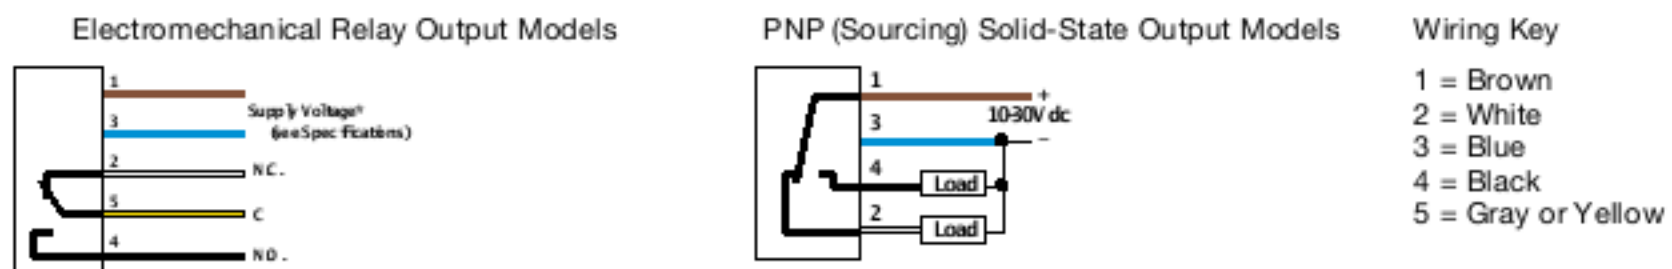 Electromechanical Relay Output Models
1
Supply Voltage*
3
(see Specifications)
2
N.C.
5
C
4
N.O.
PNP (Sourcing) Solid-State Output Models
1
+
10-30V dc
3
–
4
Load
2
Load
Wiring Key
1 = Brown
2 = White
3 = Blue
4 = Black
5 = Gray or Yellow